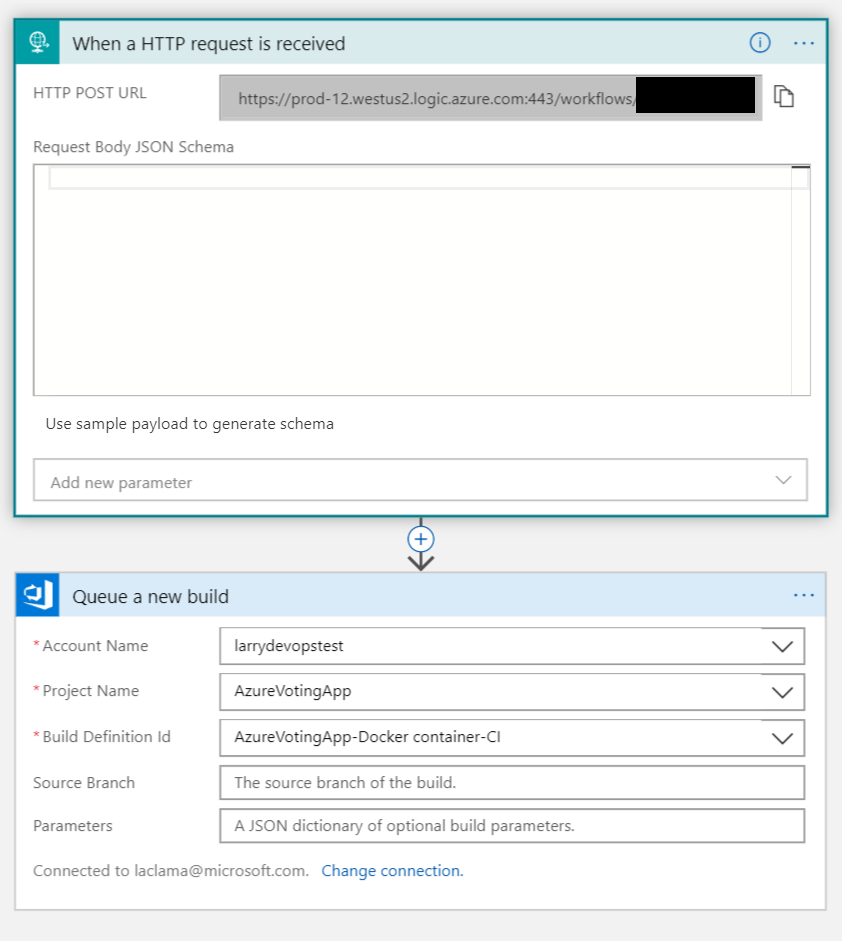 When a HTTP request is received
HTTP POST URL
https://prod-12.westus2.logic.azure.com:443/workflows/
Request Body JSON Schema
Use sample payload to generate schema
Add new parameter
Queue a new build
* Account Name
larrydevopstest
* Project Name
AzureVotingApp
* Build Definition Id
AzureVotingApp-Docker container-CI
Source Branch
The source branch of the build.
Parameters
A JSON dictionary of optional build parameters.
Connected to laclama@microsoft.com. Change connection.